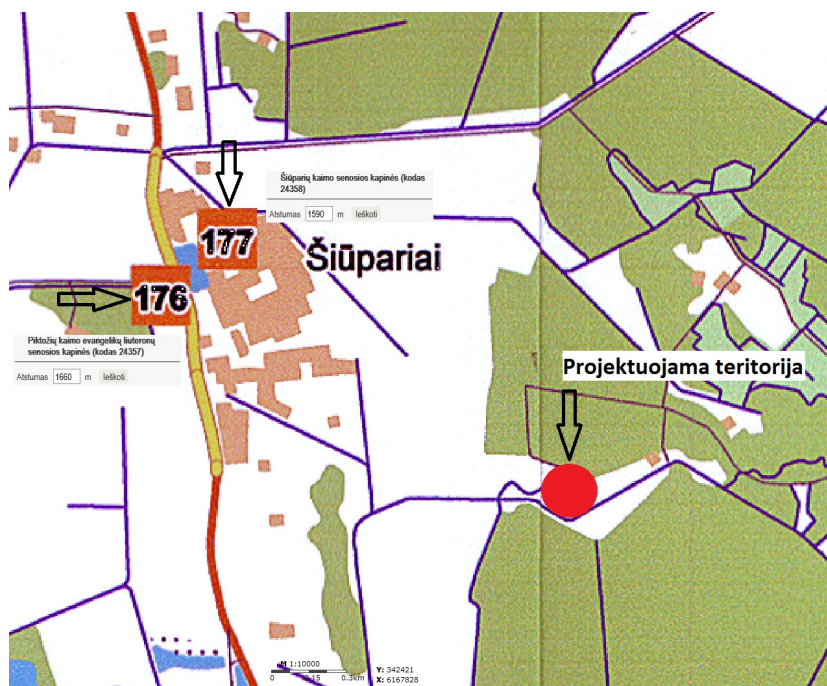 Šiūparių kaimo senosios kapinės (kodas
24358)
Atstumas 1590 m Ieškoti
177
Šiūpariai
176
Piktožių kaimo evangelikų liuteronų
senosios kapinės (kodas 24357)
Atstumas 1660 m Ieškoti
Projektuojama teritorija
M 1:10000
0 0.15 0.3km
Y: 342421
X: 6167828